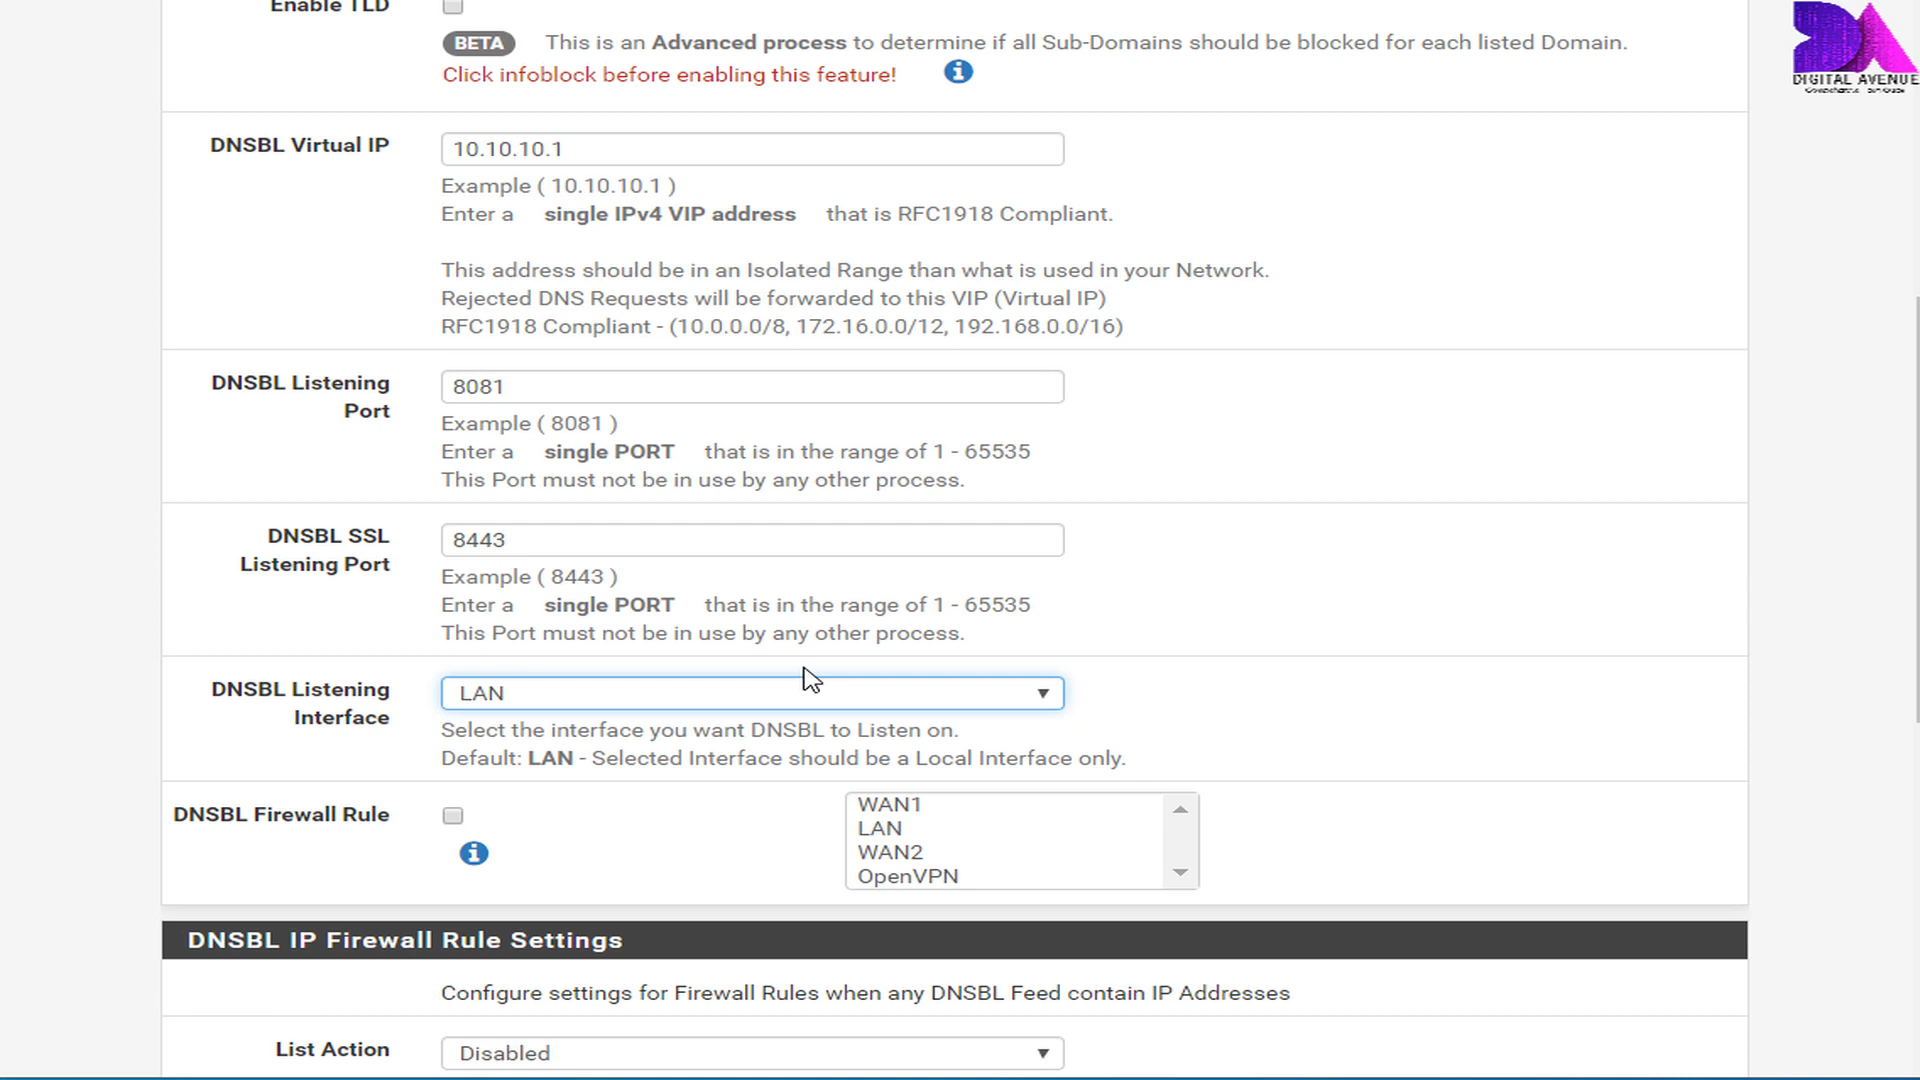 Enable TLD
BETA This is an Advanced process to determine if all Sub-Domains should be blocked for each listed Domain.
Click infoblock before enabling this feature!
DIGITAL AVENUE
DNSBL Virtual IP
10.10.10.1
Example ( 10.10.10.1 )
Enter a single IPv4 VIP address that is RFC1918 Compliant.
This address should be in an Isolated Range than what is used in your Network.
Rejected DNS Requests will be forwarded to this VIP (Virtual IP)
RFC1918 Compliant - (10.0.0.0/8, 172.16.0.0/12, 192.168.0.0/16)
DNSBL Listening
Port
8081
Example ( 8081 )
Enter a single PORT that is in the range of 1 - 65535
This Port must not be in use by any other process.
DNSBL SSL
Listening Port
8443
Example ( 8443 )
Enter a single PORT that is in the range of 1 - 65535
This Port must not be in use by any other process.
DNSBL Listening
Interface
LAN
Select the interface you want DNSBL to Listen on.
Default: LAN - Selected Interface should be a Local Interface only.
DNSBL Firewall Rule
WAN1
LAN
WAN2
OpenVPN
DNSBL IP Firewall Rule Settings
Configure settings for Firewall Rules when any DNSBL Feed contain IP Addresses
List Action
Disabled